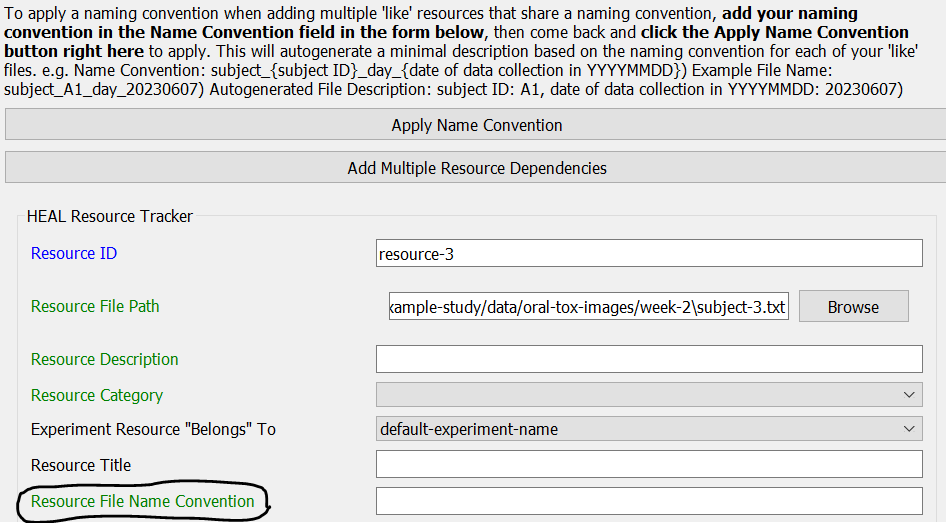 To apply a naming convention when adding multiple 'like' resources that share a naming convention, add your naming
convention in the Name Convention field in the form below, then come back and click the Apply Name Convention
button right here to apply. This will autogenerate a minimal description based on the naming convention for each of your 'like'
files. e.g. Name Convention: subject_{subject ID}_day_{date of data collection in YYYYMMDD}) Example File Name:
subject_A1_day_20230607) Autogenerated File Description: subject ID: A1, date of data collection in YYYYMMDD: 20230607)
Apply Name Convention
Add Multiple Resource Dependencies
HEAL Resource Tracker
Resource ID resource-3
Resource File Path xample-study/data/oral-tox-images/week-2\subject-3.txt Browse
Resource Description
Resource Category
Experiment Resource "Belongs" To default-experiment-name
Resource Title
Resource File Name Convention